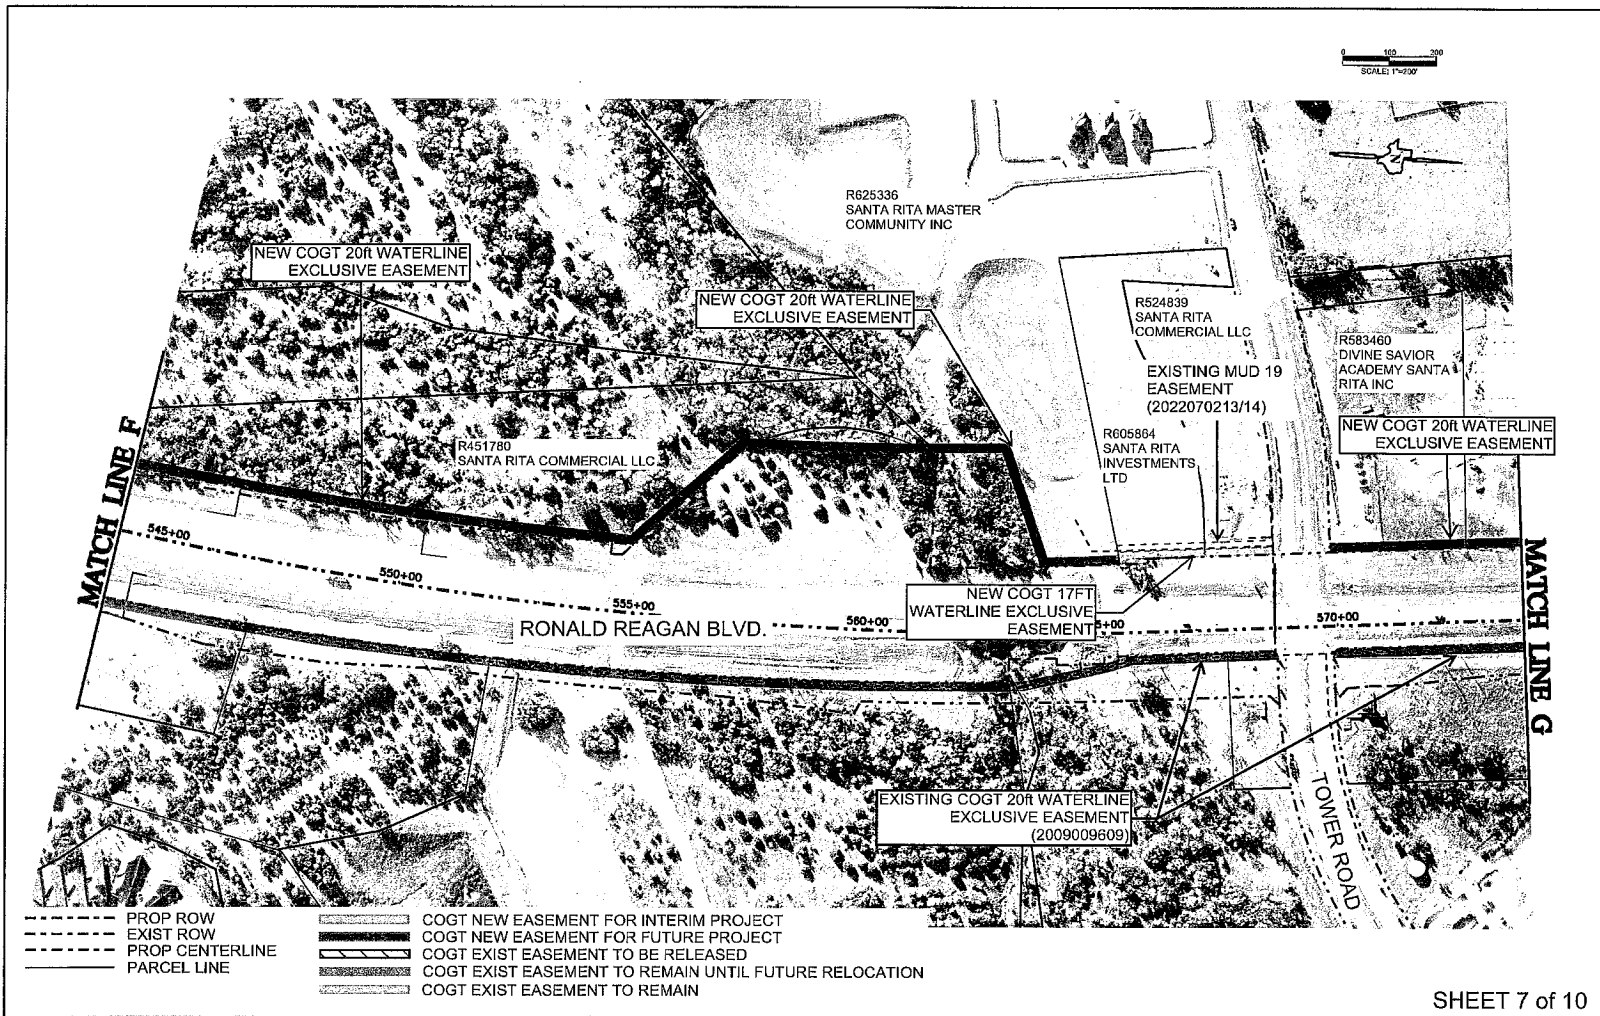 0 100 200
SCALE: 1"=200'
R625336
SANTA RITA MASTER
COMMUNITY INC
NEW COGT 20ft WATERLINE
EXCLUSIVE EASEMENT
NEW COGT 20ft WATERLINE
EXCLUSIVE EASEMENT
R524839
SANTA RITA
COMMERCIAL LLC
R583460
DIVINE SAVIOR
ACADEMY SANTA
RITA INC
EXISTING MUD 19
EASEMENT
(2022070213/14)
NEW COGT 20ft WATERLINE
EXCLUSIVE EASEMENT
R451780
SANTA RITA COMMERCIAL LLC
R605864
SANTA RITA
INVESTMENTS
LTD
MATCH LINE F
545+00
550+00
555+00
560+00
5+00
570+00
RONALD REAGAN BLVD.
NEW COGT 17FT
WATERLINE EXCLUSIVE
EASEMENT
MATCH LINE G
EXISTING COGT 20ft WATERLINE
EXCLUSIVE EASEMENT
(2009009609)
TOWER ROAD
PROP ROW
EXIST ROW
PROP CENTERLINE
PARCEL LINE
COGT NEW EASEMENT FOR INTERIM PROJECT
COGT NEW EASEMENT FOR FUTURE PROJECT
COGT EXIST EASEMENT TO BE RELEASED
COGT EXIST EASEMENT TO REMAIN UNTIL FUTURE RELOCATION
COGT EXIST EASEMENT TO REMAIN
SHEET 7 of 10